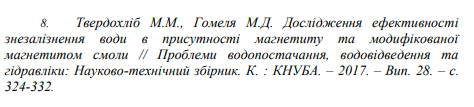 8. Твердохліб М.М., Гомеля М.Д. Дослідження ефективності
знезалізнення води в присутності магнетиту та модифікованої
магнетитом смоли // Проблеми водопостачання, водовідведення та
гідравліки: Науково-технічний збірник. К. : КНУБА. – 2017. – Вип. 28. – с.
324-332.